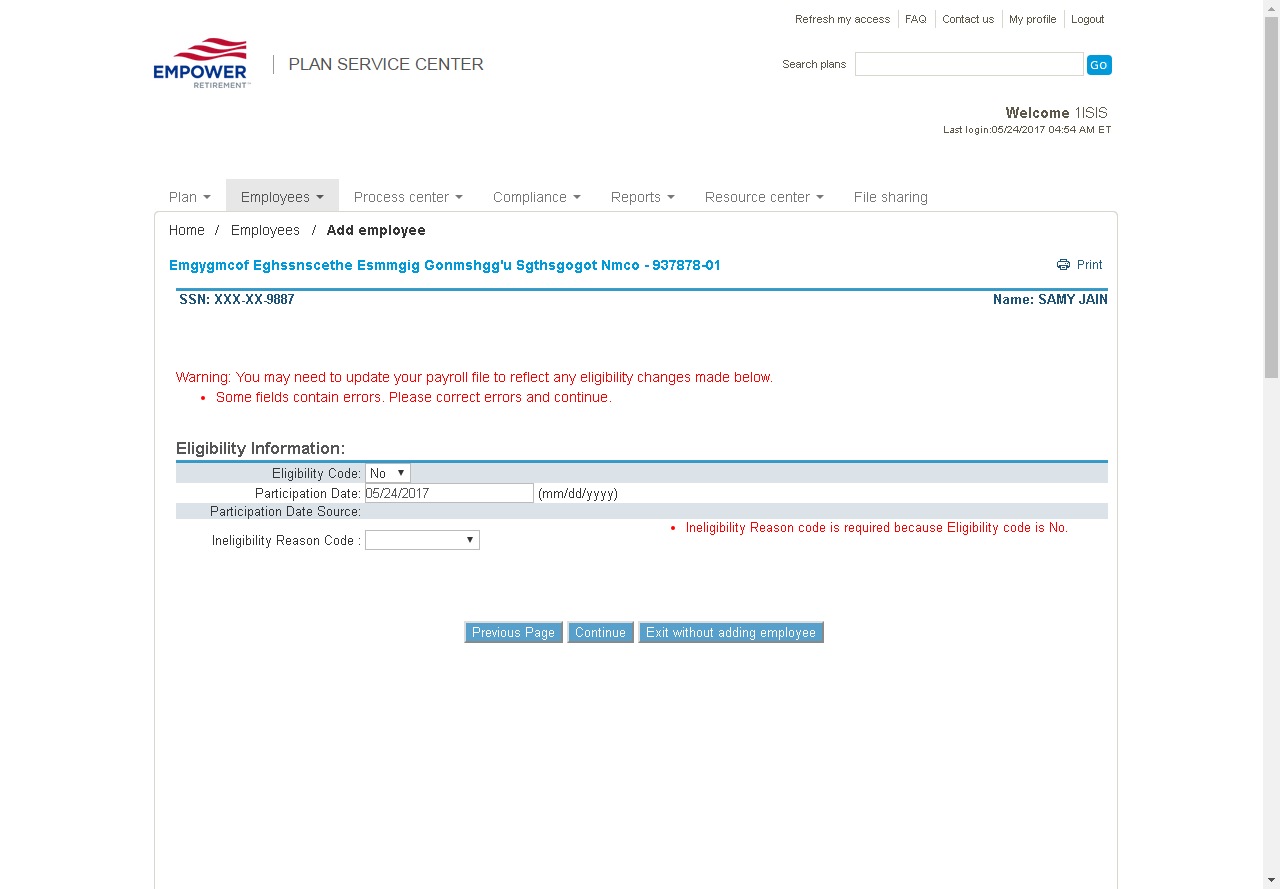 Refresh my access FAQ Contact us My profile Logout
EMPOWER
RETIREMENT™
PLAN SERVICE CENTER
Search plans Go
Welcome 1ISIS
Last login:05/24/2017 04:54 AM ET
Plan Employees Process center Compliance Reports Resource center File sharing
Home / Employees / Add employee
Emgygmcof Eghssnscethe Esmmgig Gonmshgg'u Sgthsgogot Nmco - 937878-01 Print
SSN: XXX-XX-9887 Name: SAMY JAIN
Warning: You may need to update your payroll file to reflect any eligibility changes made below.
• Some fields contain errors. Please correct errors and continue.
Eligibility Information:
Eligibility Code: No
Participation Date: 05/24/2017 (mm/dd/yyyy)
Participation Date Source:
Ineligibility Reason Code :
• Ineligibility Reason code is required because Eligibility code is No.
Previous Page Continue Exit without adding employee